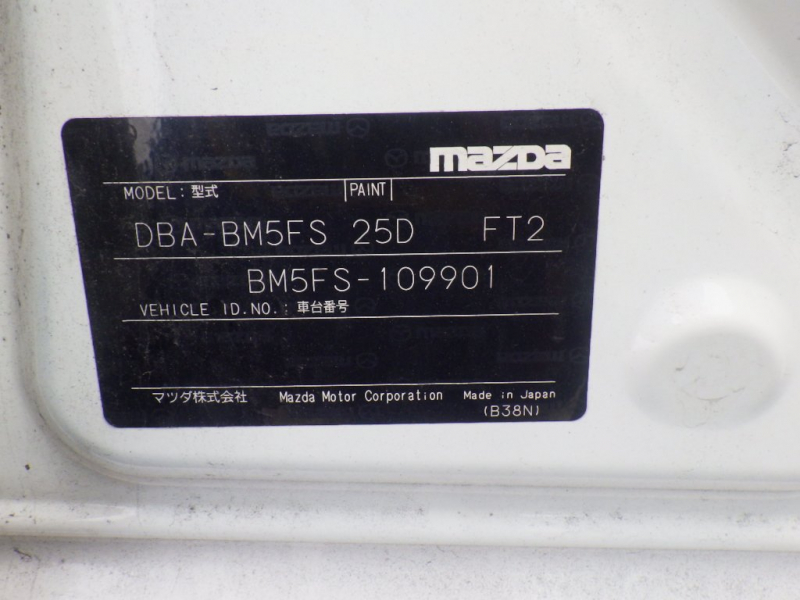 mazda
MODEL: 型式 PAINT
DBA-BM5FS 25D FT2
BM5FS-109901
VEHICLE ID.NO.: 車台番号
マツダ株式会社 Mazda Motor Corporation Made in Japan
(B38N)